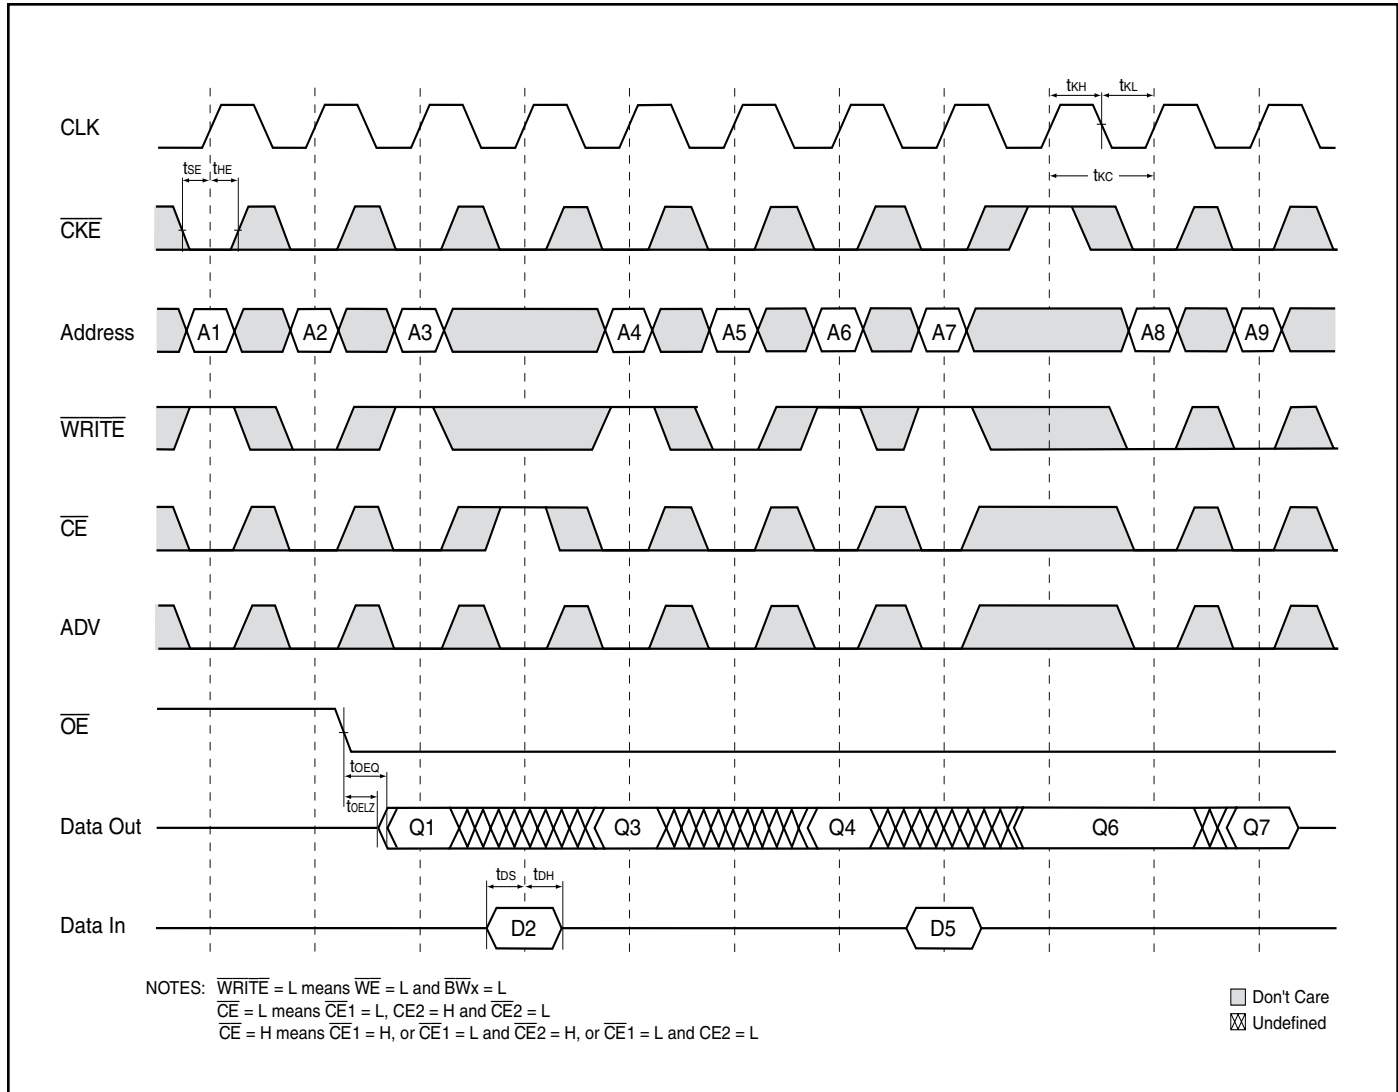 tKH tKL
CLK
tSE tHE
tKC
CKE
Address A1 A2 A3 A4 A5 A6 A7 A8 A9
WRITE
CE
ADV
OE
tOEQ
tOELZ
Data Out Q1 Q3 Q4 Q6 Q7
tDS tDH
Data In D2 D5
NOTES: WRITE = L means WE = L and BWx = L
CE = L means CE1 = L, CE2 = H and CE2 = L
CE = H means CE1 = H, or CE1 = L and CE2 = H, or CE1 = L and CE2 = L
Don't Care
Undefined